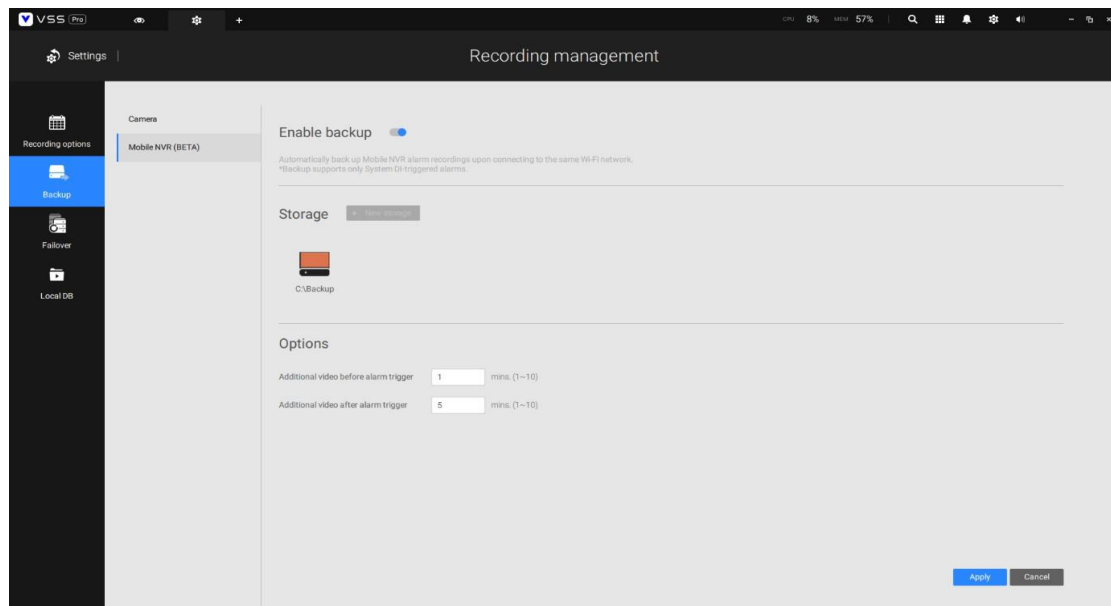 VSS Pro
CPU 8% MEM 57%
Settings
Recording management
Recording options
Backup
Failover
Local DB
Camera
Mobile NVR (BETA)
Enable backup
Automatically back up Mobile NVR alarm recordings upon connecting to the same Wi-Fi network.
*Backup supports only System DI-triggered alarms.
Storage
+ New storage
C:\Backup
Options
Additional video before alarm trigger 1 mins. (1~10)
Additional video after alarm trigger 5 mins. (1~10)
Apply Cancel